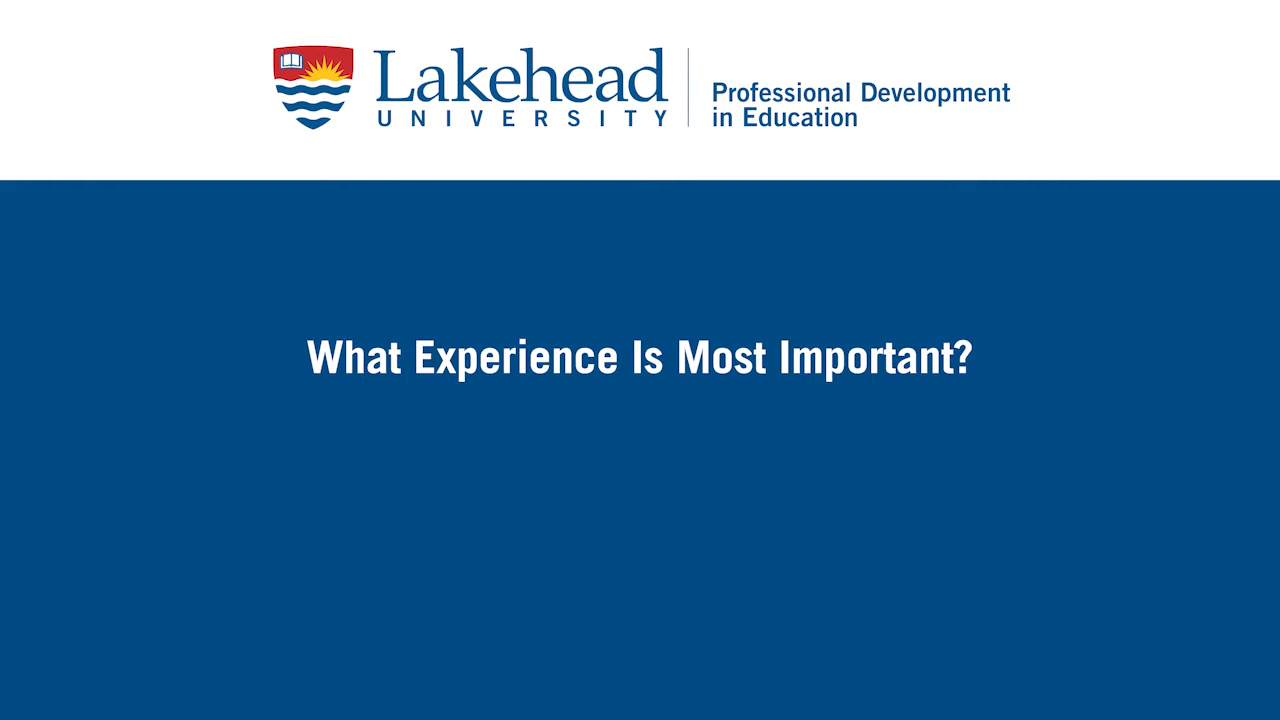 Lakehead
UNIVERSITY
Professional Development
in Education
What Experience Is Most Important?